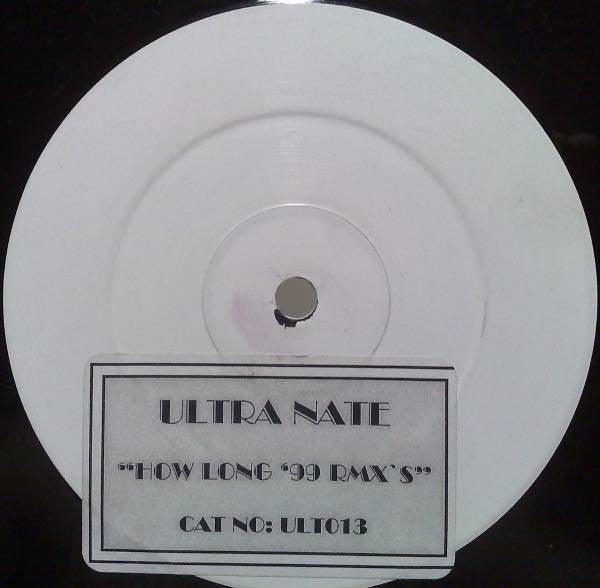 ULTRA NATE
“HOW LONG ‘99 RMX`S”
CAT NO: ULT013